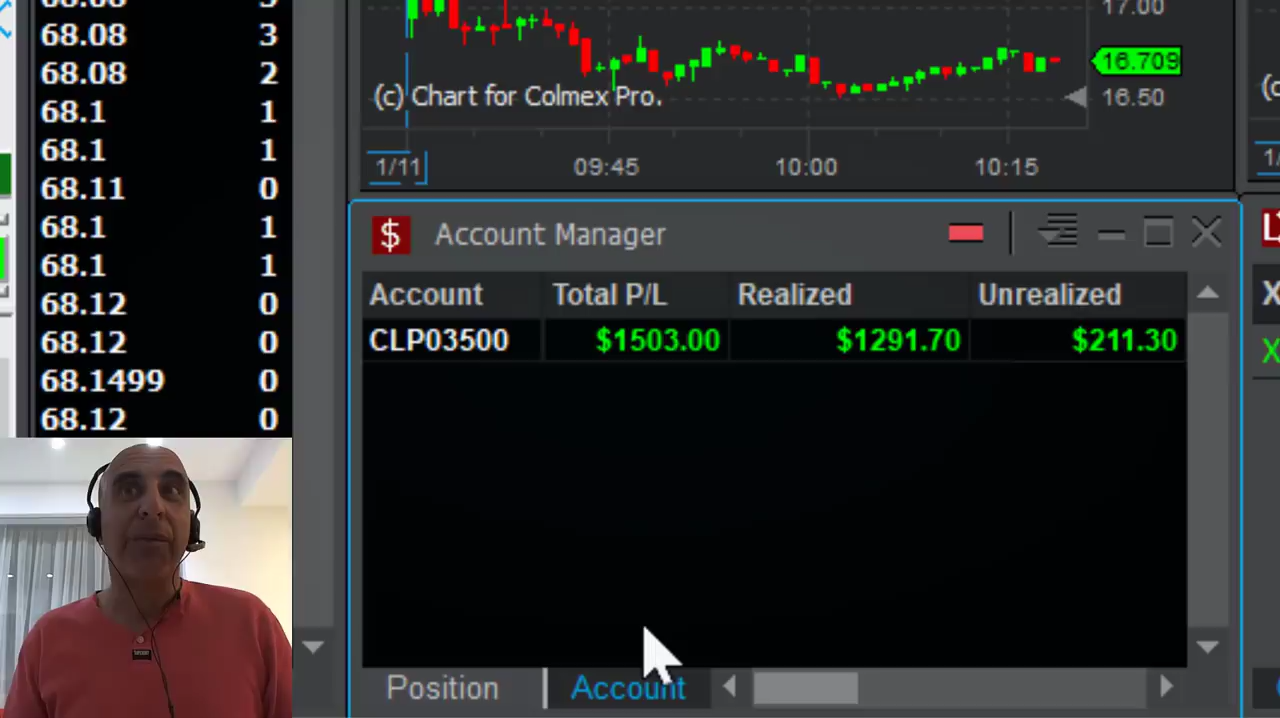 68.08 3
68.08 2
68.1 1
68.1 1
68.11 0
68.1 1
68.1 1
68.12 0
68.12 0
68.1499 0
68.12 0
17.00
16.709
16.50
(c) Chart for Colmex Pro.
1/11 09:45 10:00 10:15
$ Account Manager
Account Total P/L Realized Unrealized
CLP03500 $1503.00 $1291.70 $211.30
Position Account